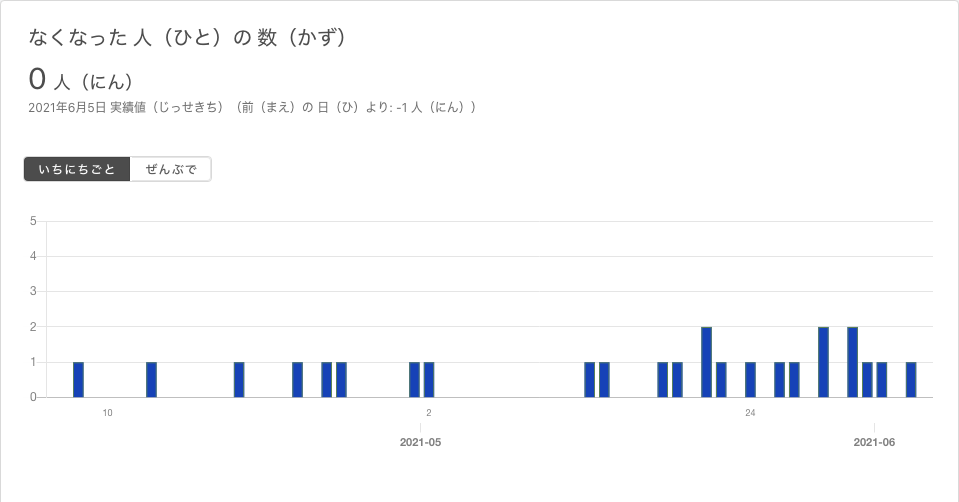 なくなった 人（ひと）の 数（かず）
0 人（にん）
2021年6月5日 実績値（じっせきち）（前（まえ）の 日（ひ）より: -1 人（にん））
いちにちごと ぜんぶで
5
4
3
2
1
0
10 2 24
2021-05 2021-06